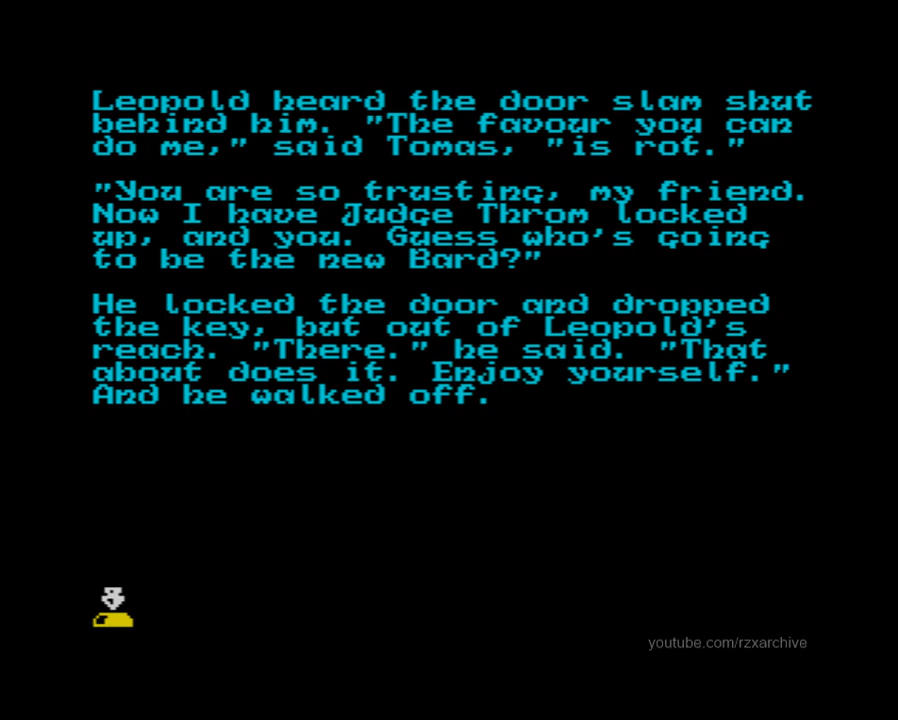 Leopold heard the door slam shut
behind him. "The favour you can
do me," said Tomas, "is rot."
"You are so trusting, my friend.
Now I have Judge Throm locked
up, and you. Guess who's going
to be the new Bard?"
He locked the door and dropped
the key, but out of Leopold's
reach. "There." he said. "That
about does it. Enjoy yourself."
And he walked off.
youtube.com/rzxarchive